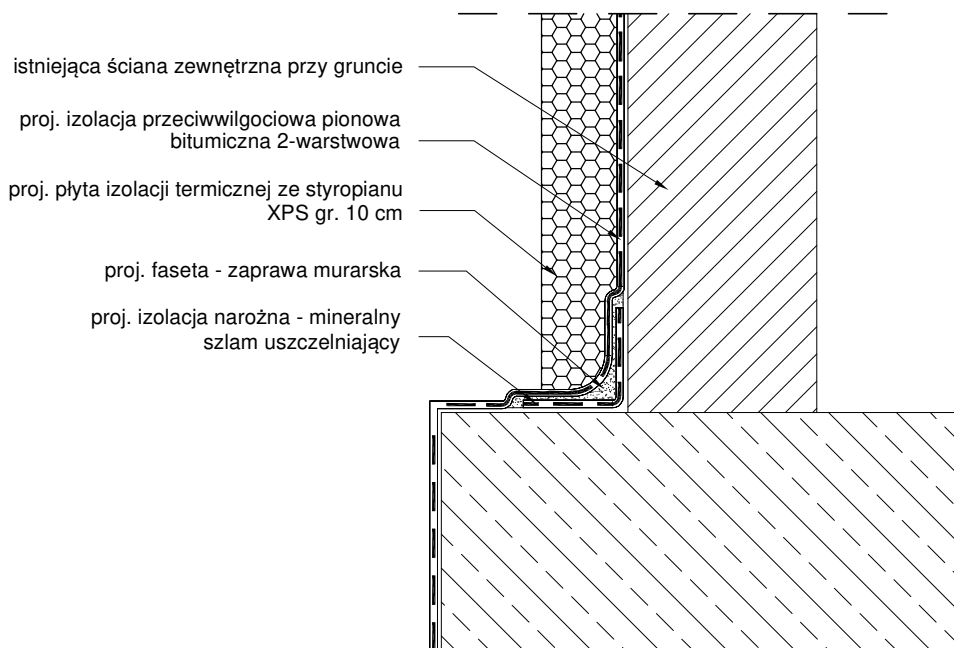 istniejąca ściana zewnętrzna przy gruncie
proj. izolacja przeciwwilgociowa pionowa
bitumiczna 2-warstwowa
proj. płyta izolacji termicznej ze styropianu
XPS gr. 10 cm
proj. faseta - zaprawa murarska
proj. izolacja narożna - mineralny
szlam uszczelniający